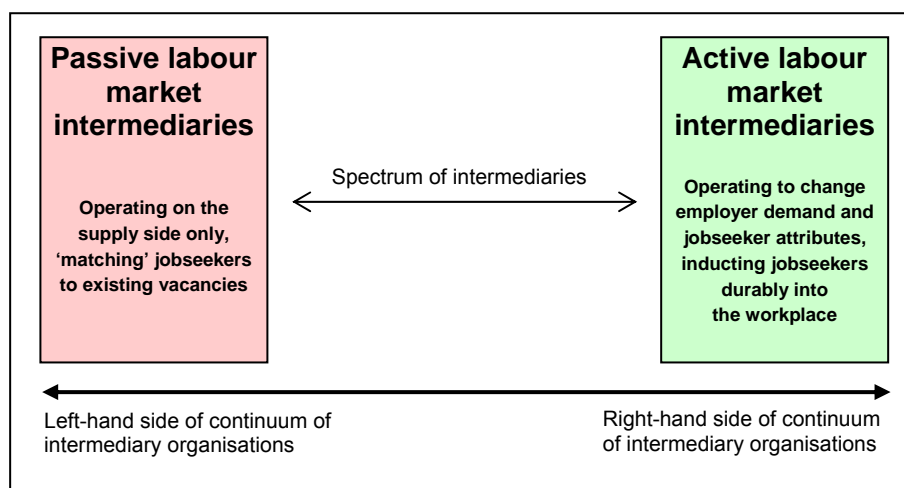 Passive labour
market
intermediaries
Operating on the
supply side only,
‘matching’ jobseekers
to existing vacancies
Spectrum of intermediaries
Active labour
market
intermediaries
Operating to change
employer demand and
jobseeker attributes,
inducting jobseekers
durably into
the workplace
Left-hand side of continuum of
intermediary organisations
Right-hand side of continuum
of intermediary organisations